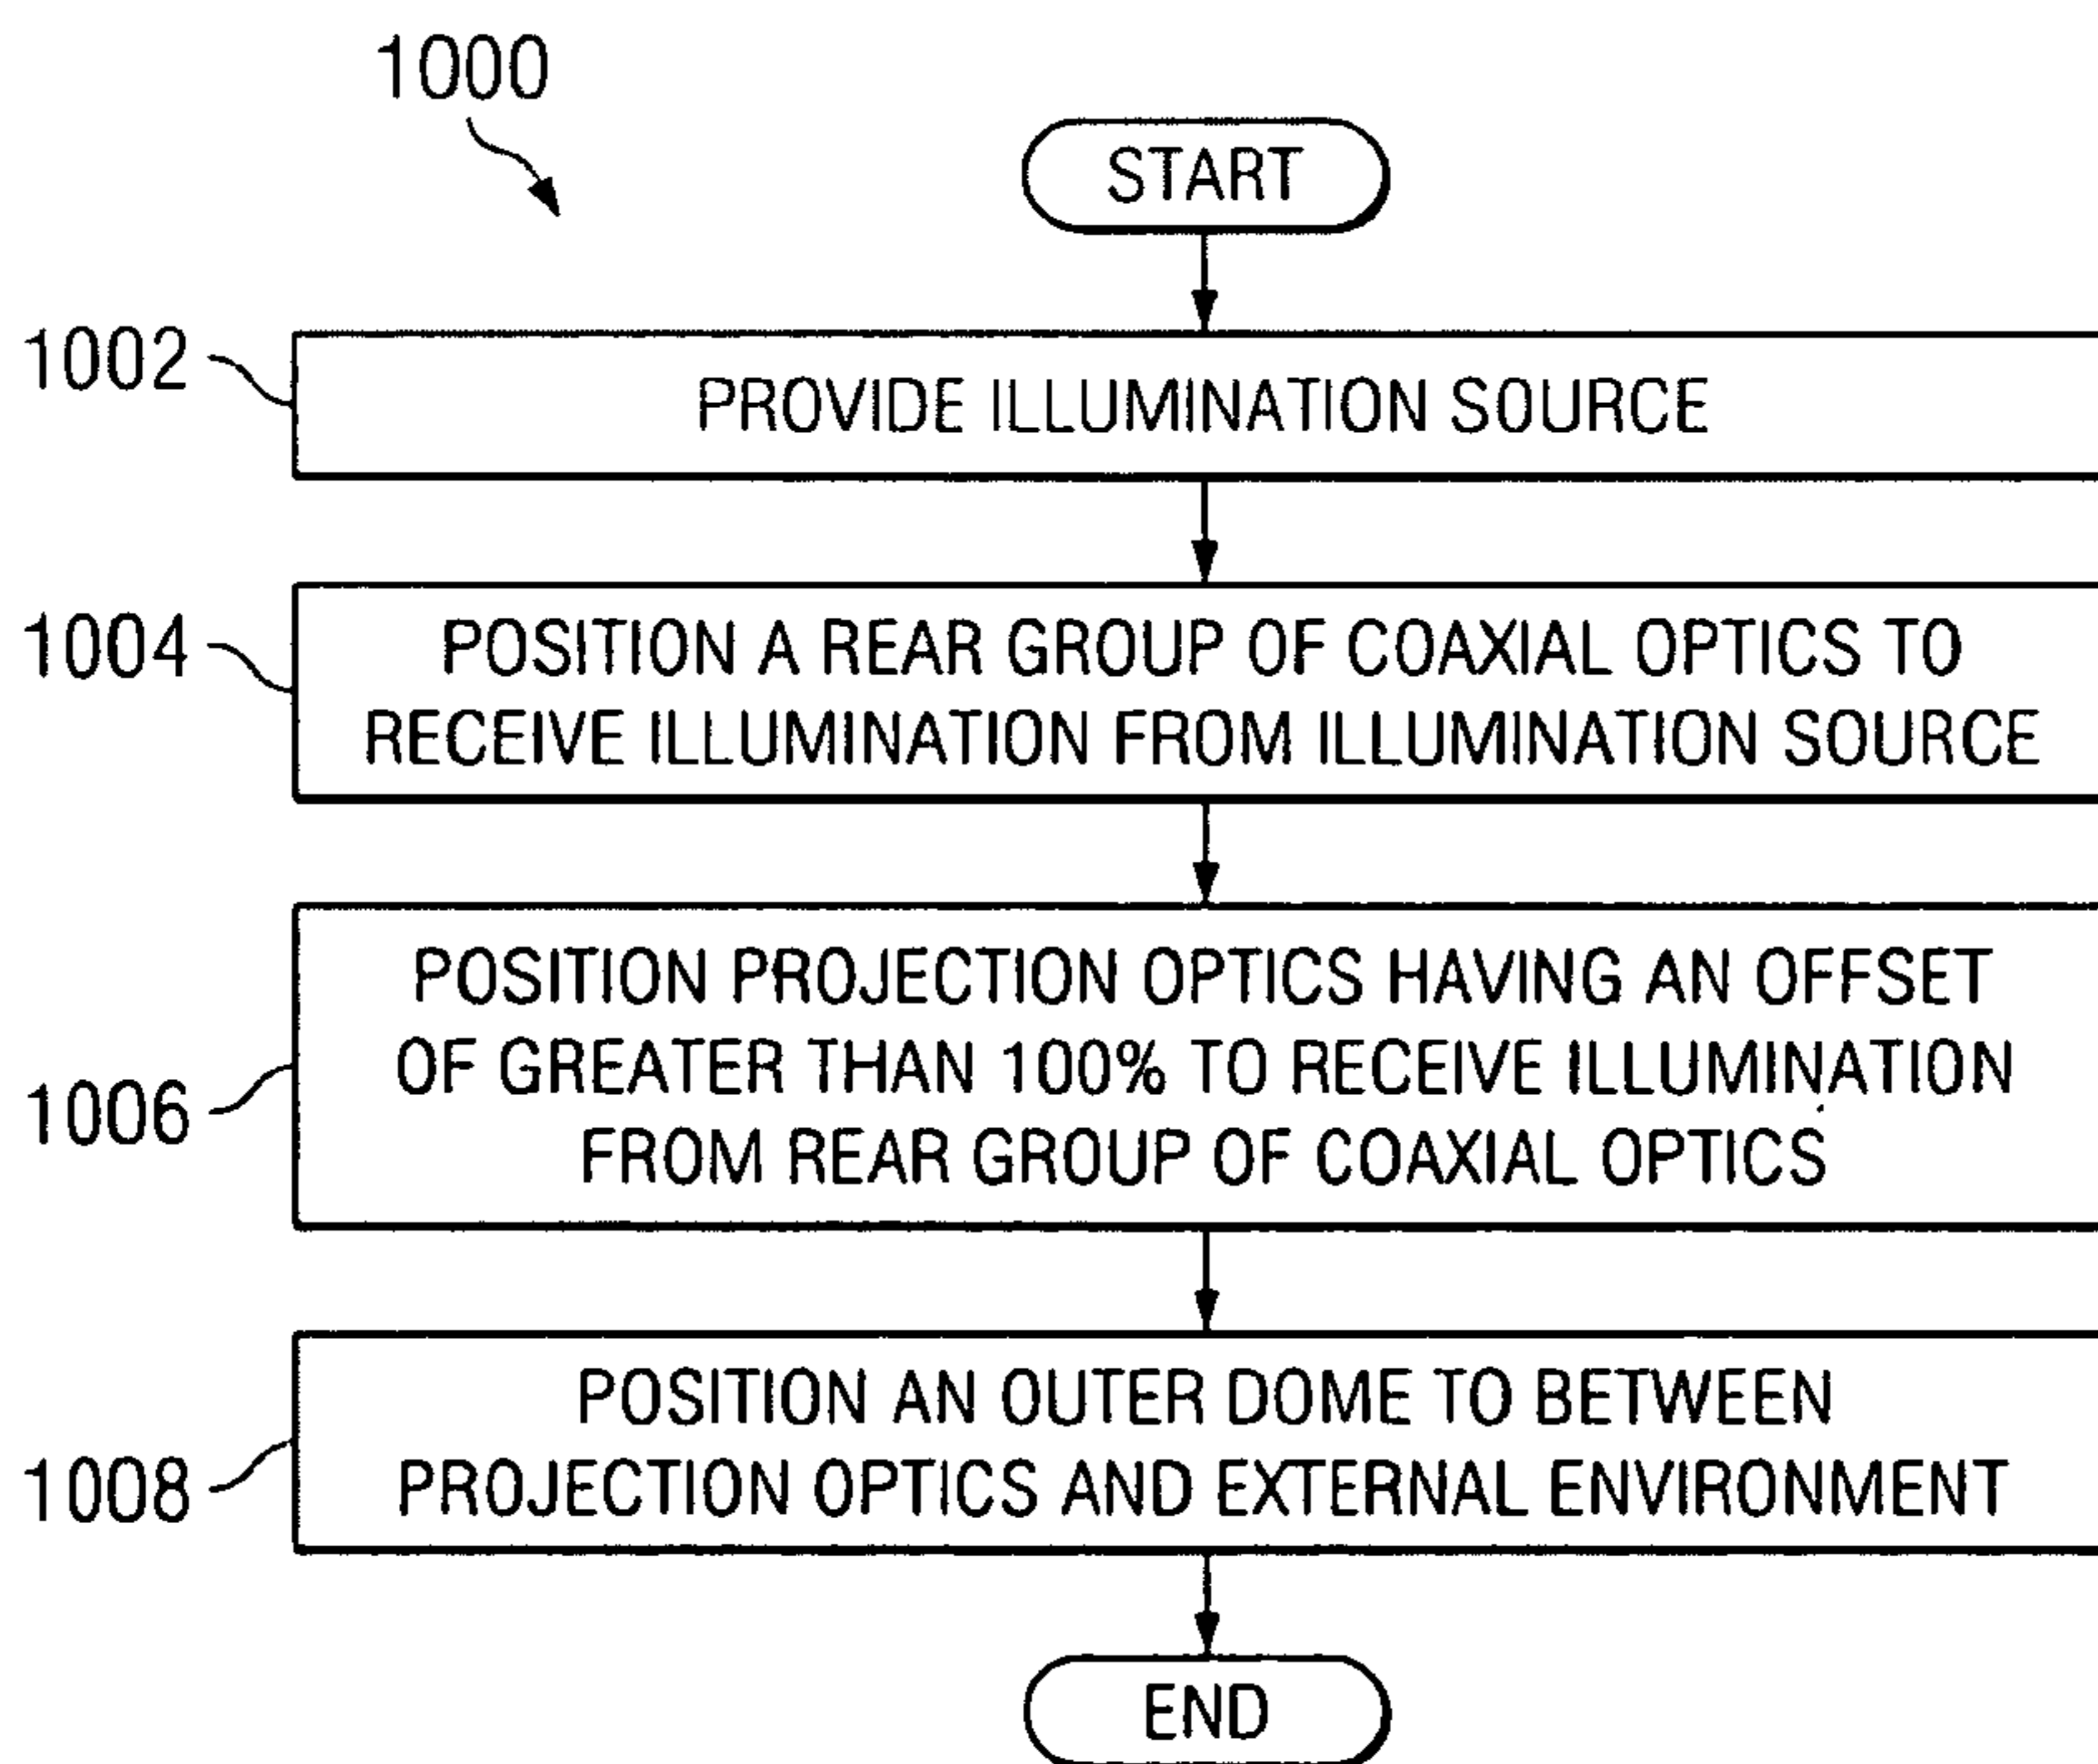 1000
START
1002
PROVIDE ILLUMINATION SOURCE
1004
POSITION A REAR GROUP OF COAXIAL OPTICS TO
RECEIVE ILLUMINATION FROM ILLUMINATION SOURCE
1006
POSITION PROJECTION OPTICS HAVING AN OFFSET
OF GREATER THAN 100% TO RECEIVE ILLUMINATION
FROM REAR GROUP OF COAXIAL OPTICS
1008
POSITION AN OUTER DOME TO BETWEEN
PROJECTION OPTICS AND EXTERNAL ENVIRONMENT
END